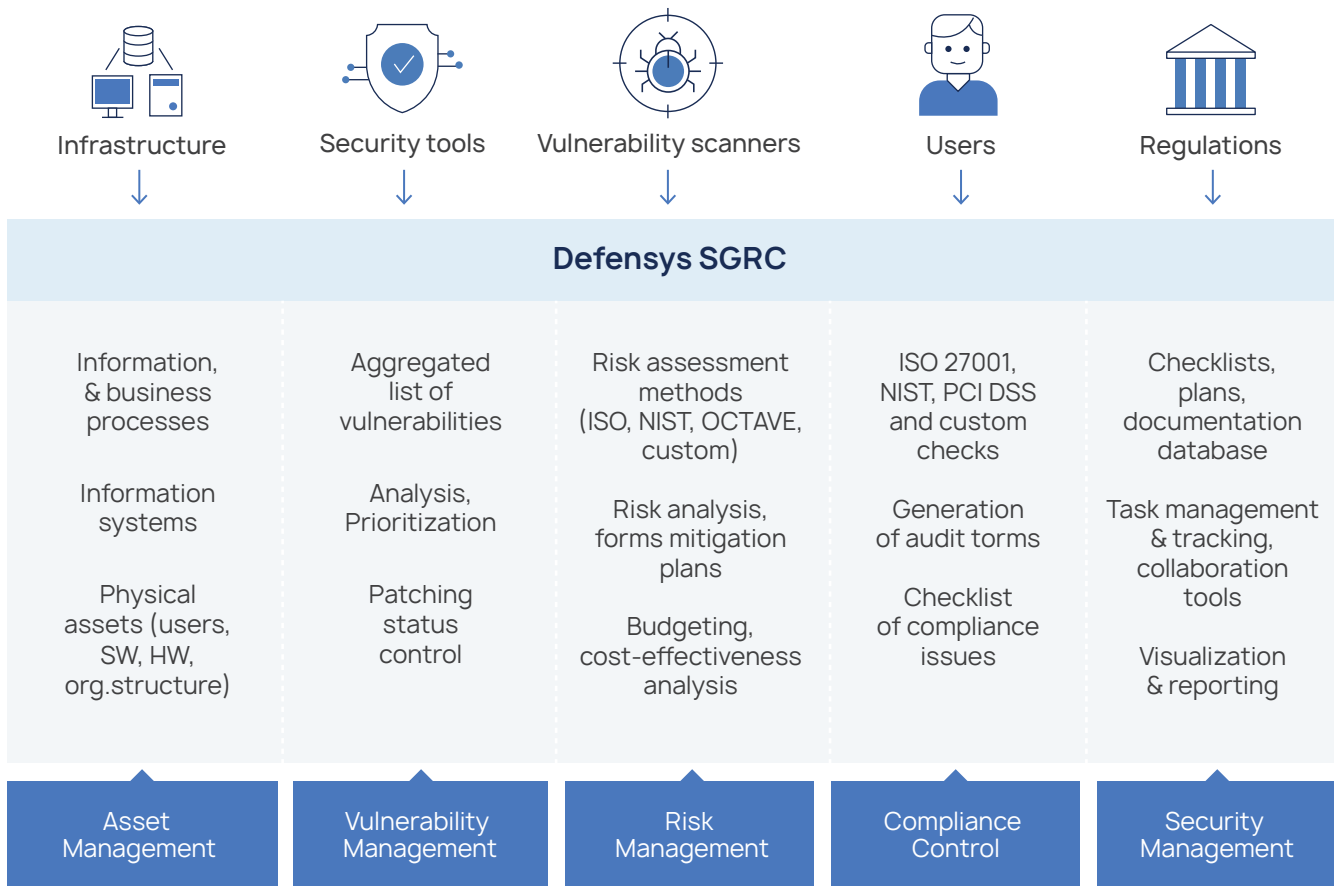 Infrastructure
Security tools
Vulnerability scanners
Users
Regulations
Defensys SGRC
Information,
& business
processes
Information
systems
Physical
assets (users,
SW, HW,
org.structure)
Aggregated
list of
vulnerabilities
Analysis,
Prioritization
Patching
status
control
Risk assessment
methods
(ISO, NIST, OCTAVE,
custom)
Risk analysis,
forms mitigation
plans
Budgeting,
cost-effectiveness
analysis
ISO 27001,
NIST, PCI DSS
and custom
checks
Generation
of audit torms
Checklist
of compliance
issues
Checklists,
plans,
documentation
database
Task management
& tracking,
collaboration
tools
Visualization
& reporting
Asset
Management
Vulnerability
Management
Risk
Management
Compliance
Control
Security
Management